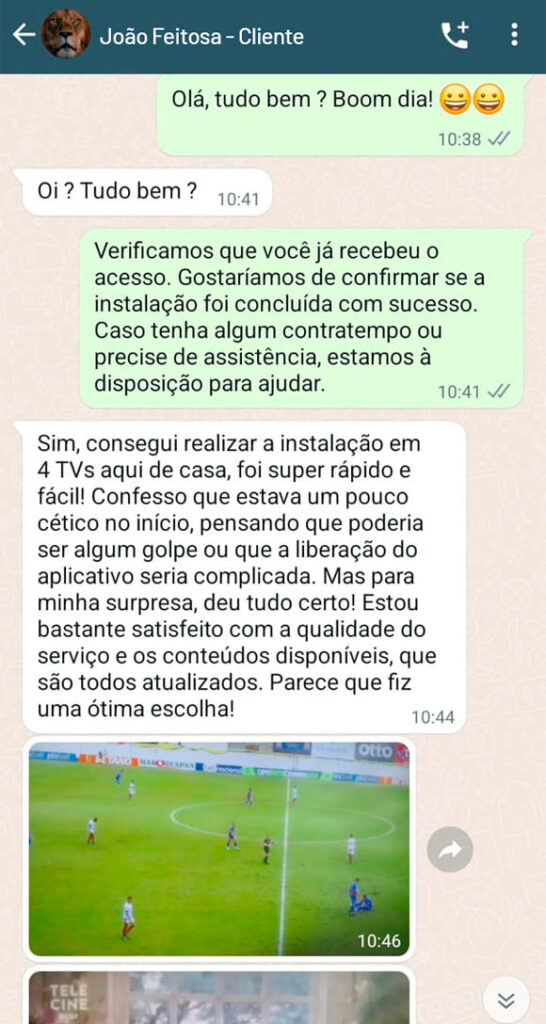 João Feitosa - Cliente
Olá, tudo bem ? Boom dia! 😀😀
10:38
Oi ? Tudo bem ?
10:41
Verificamos que você já recebeu o
acesso. Gostaríamos de confirmar se a
instalação foi concluída com sucesso.
Caso tenha algum contratempo ou
precise de assistência, estamos à
disposição para ajudar.
10:41
Sim, consegui realizar a instalação em
4 TVs aqui de casa, foi super rápido e
fácil! Confesso que estava um pouco
cético no início, pensando que poderia
ser algum golpe ou que a liberação do
aplicativo seria complicada. Mas para
minha surpresa, deu tudo certo! Estou
bastante satisfeito com a qualidade do
serviço e os conteúdos disponíveis, que
são todos atualizados. Parece que fiz
uma ótima escolha!
10:44
otto
10:46
TELE
CINE